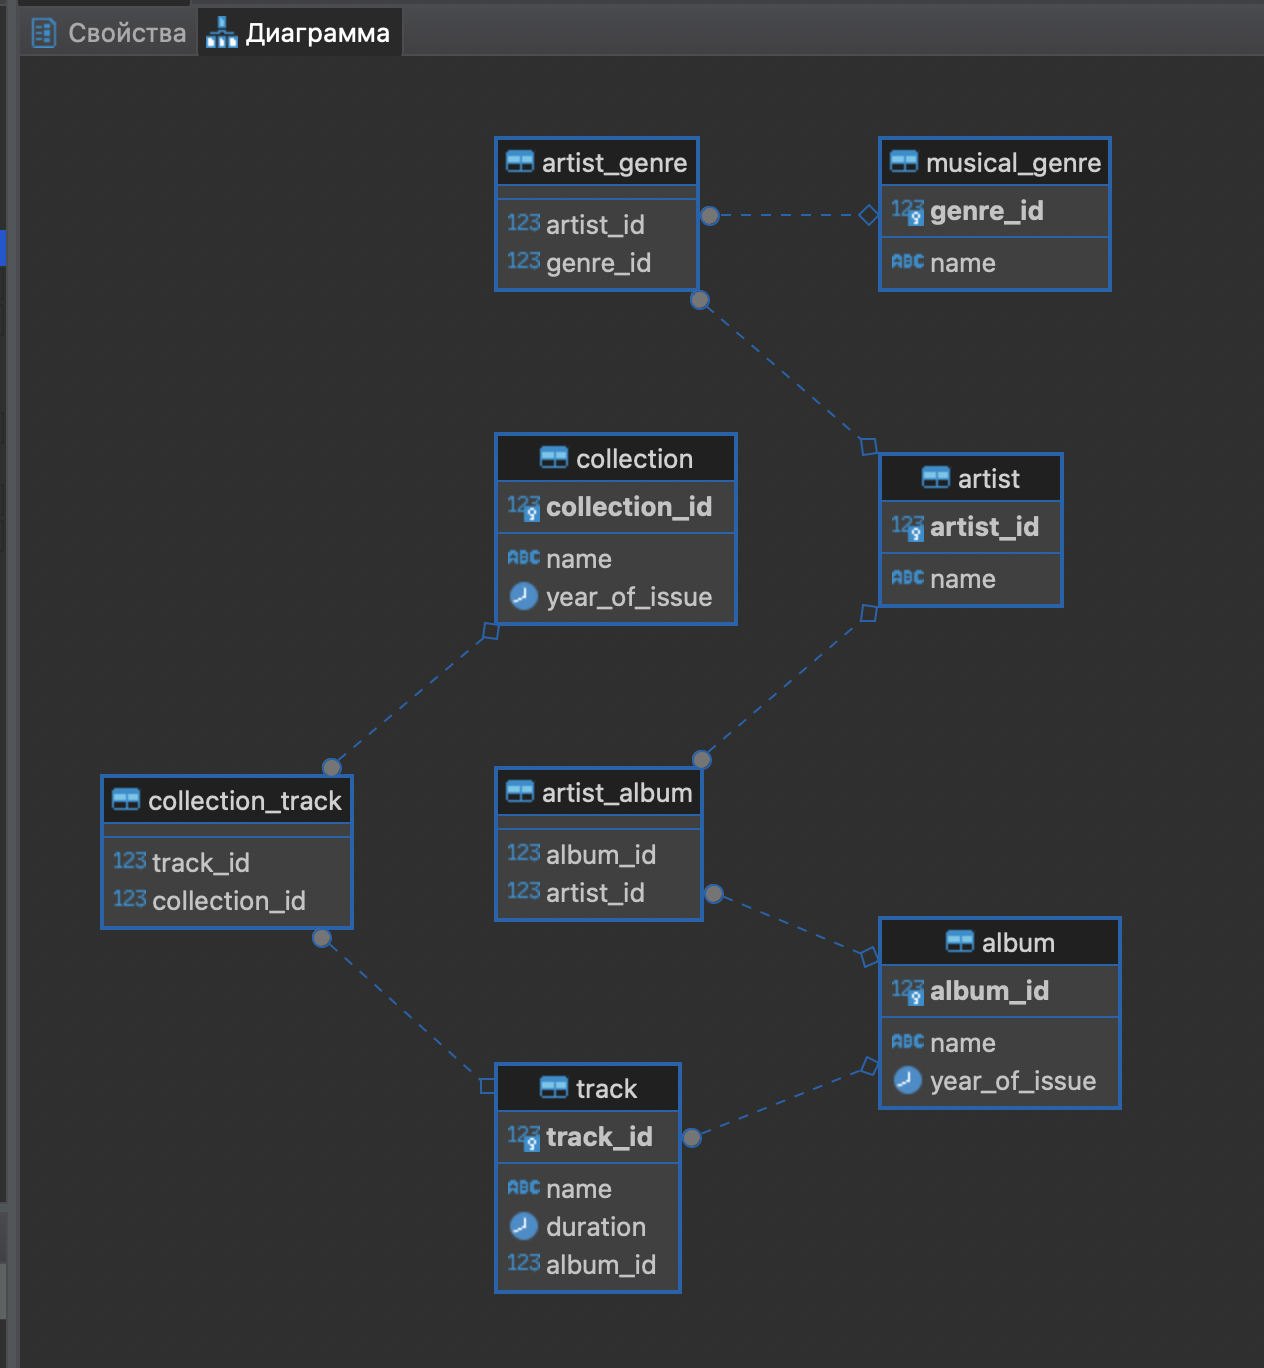 Свойства
Диаграмма
artist_genre
123 artist_id
123 genre_id
musical_genre
123 genre_id
ABC name
collection
123 collection_id
ABC name
year_of_issue
artist
123 artist_id
ABC name
collection_track
123 track_id
123 collection_id
artist_album
123 album_id
123 artist_id
album
123 album_id
ABC name
year_of_issue
track
123 track_id
ABC name
duration
123 album_id